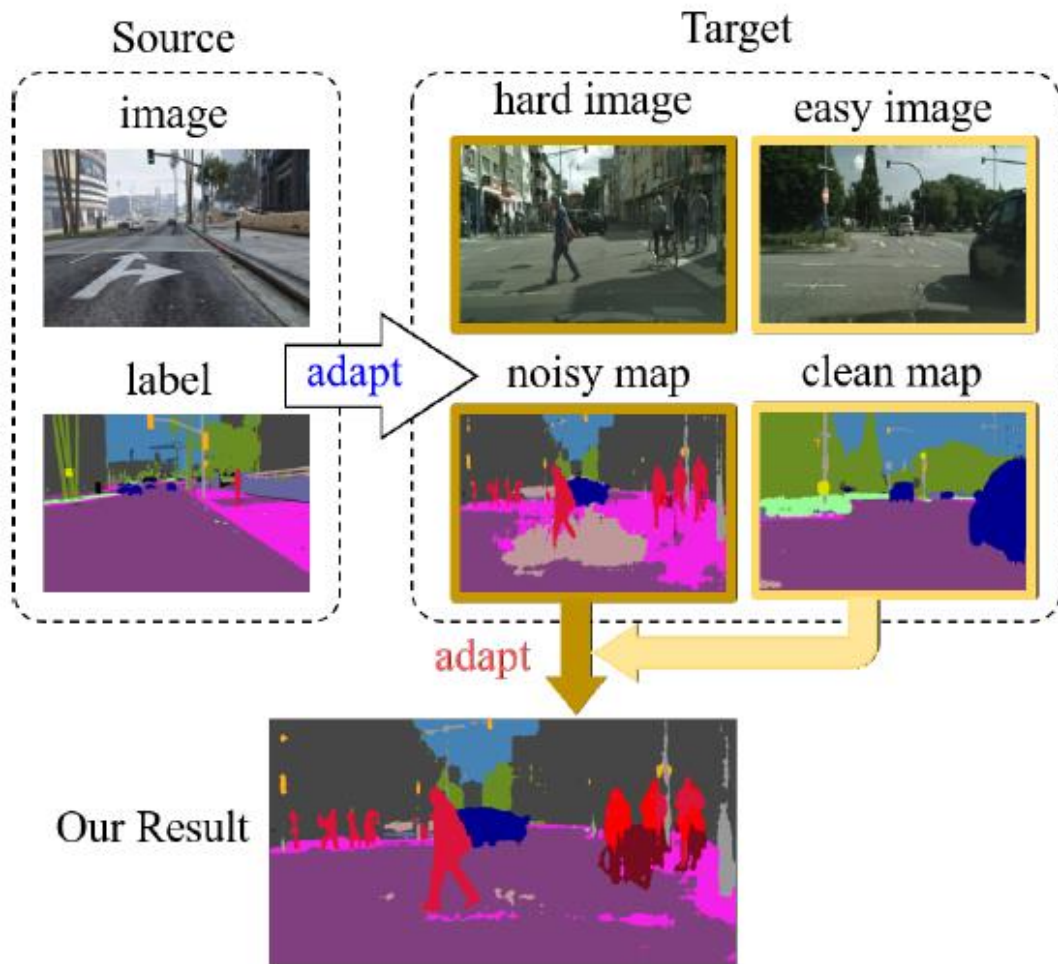 Source
Target
image
hard image
easy image
label
adapt
noisy map
clean map
adapt
Our Result